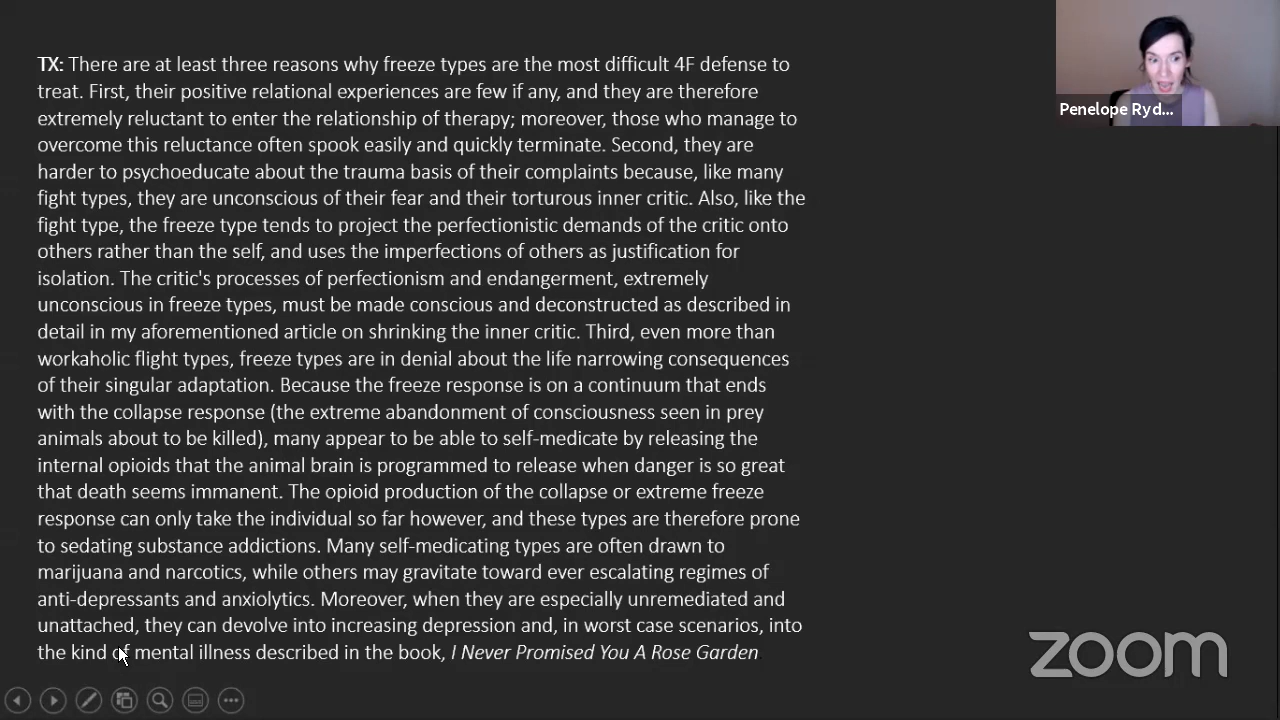 TX: There are at least three reasons why freeze types are the most difficult 4F defense to
treat. First, their positive relational experiences are few if any, and they are therefore
extremely reluctant to enter the relationship of therapy; moreover, those who manage to
overcome this reluctance often spook easily and quickly terminate. Second, they are
harder to psychoeducate about the trauma basis of their complaints because, like many
fight types, they are unconscious of their fear and their torturous inner critic. Also, like the
fight type, the freeze type tends to project the perfectionistic demands of the critic onto
others rather than the self, and uses the imperfections of others as justification for
isolation. The critic's processes of perfectionism and endangerment, extremely
unconscious in freeze types, must be made conscious and deconstructed as described in
detail in my aforementioned article on shrinking the inner critic. Third, even more than
workaholic flight types, freeze types are in denial about the life narrowing consequences
of their singular adaptation. Because the freeze response is on a continuum that ends
with the collapse response (the extreme abandonment of consciousness seen in prey
animals about to be killed), many appear to be able to self-medicate by releasing the
internal opioids that the animal brain is programmed to release when danger is so great
that death seems immanent. The opioid production of the collapse or extreme freeze
response can only take the individual so far however, and these types are therefore prone
to sedating substance addictions. Many self-medicating types are often drawn to
marijuana and narcotics, while others may gravitate toward ever escalating regimes of
anti-depressants and anxiolytics. Moreover, when they are especially unremediated and
unattached, they can devolve into increasing depression and, in worst case scenarios, into
the kind of mental illness described in the book, I Never Promised You A Rose Garden
Penelope Ryd...
zoom